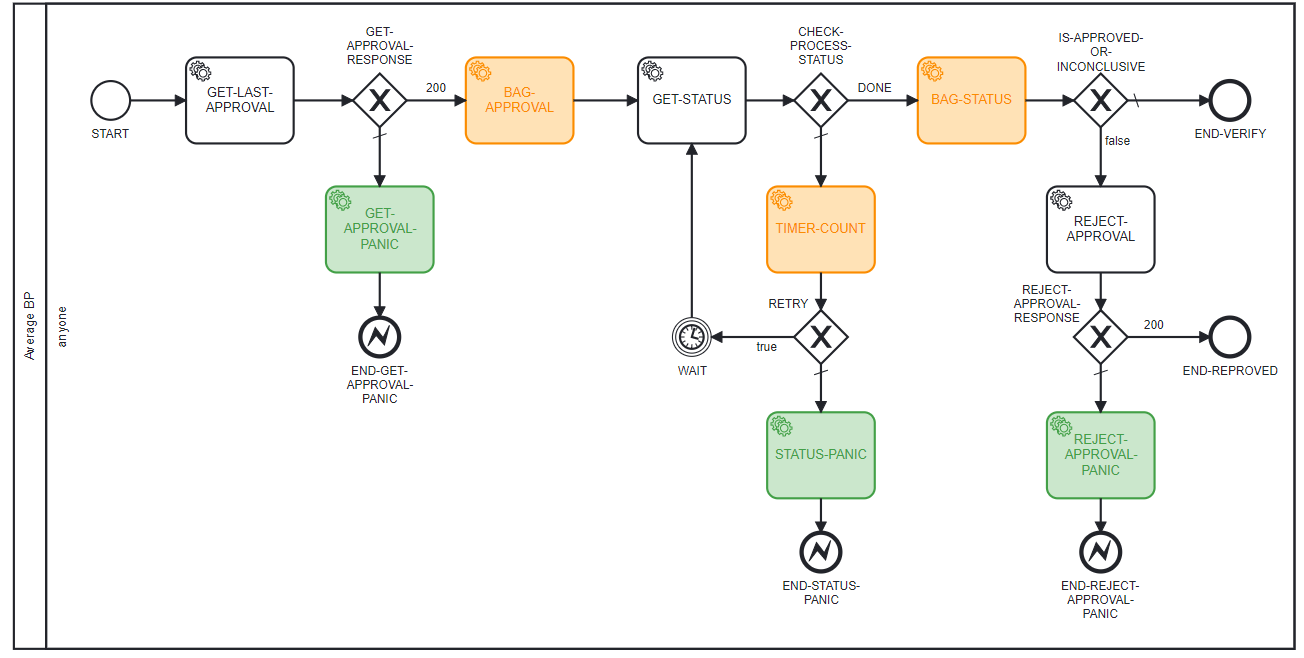 Average BP
anyone
START
GET-LAST-
APPROVAL
GET-
APPROVAL-
RESPONSE
200
BAG-
APPROVAL
GET-STATUS
CHECK-
PROCESS-
STATUS
DONE
BAG-STATUS
IS-APPROVED-
OR-
INCONCLUSIVE
END-VERIFY
false
GET-
APPROVAL-
PANIC
END-GET-
APPROVAL-
PANIC
TIMER-COUNT
RETRY
true
WAIT
STATUS-PANIC
END-STATUS-
PANIC
REJECT-
APPROVAL
REJECT-
APPROVAL-
RESPONSE
200
END-REPROVED
REJECT-
APPROVAL-
PANIC
END-REJECT-
APPROVAL-
PANIC